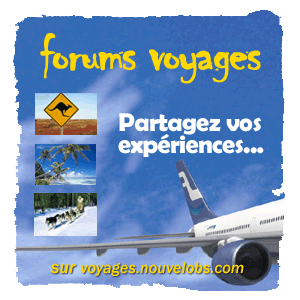 forums voyages
Partagez vos
expériences...
sur voyages.nouvelobs.com